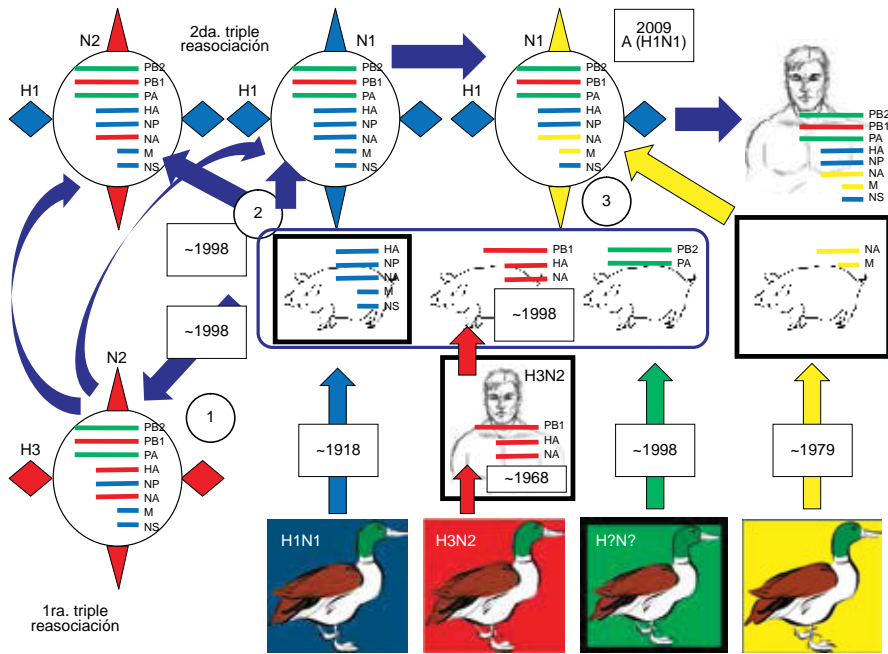 N2
2da. triple
reasociación
N1
N1
2009
A (H1N1)
H1
PB2
PB1
PA
HA
NP
NA
M
NS
H1
PB2
PB1
PA
HA
NP
NA
M
NS
H1
PB2
PB1
PA
HA
NP
NA
M
NS
PB2
PB1
PA
HA
NP
NA
M
NS
2
3
~1998
HA
NP
NA
M
NS
PB1
HA
NA
~1998
PB2
PA
NA
M
~1998
N2
H3
PB2
PB1
PA
HA
NP
NA
M
NS
1
1ra. triple
reasociación
~1918
H3N2
PB1
HA
NA
~1968
~1998
~1979
H1N1
H3N2
H?N?